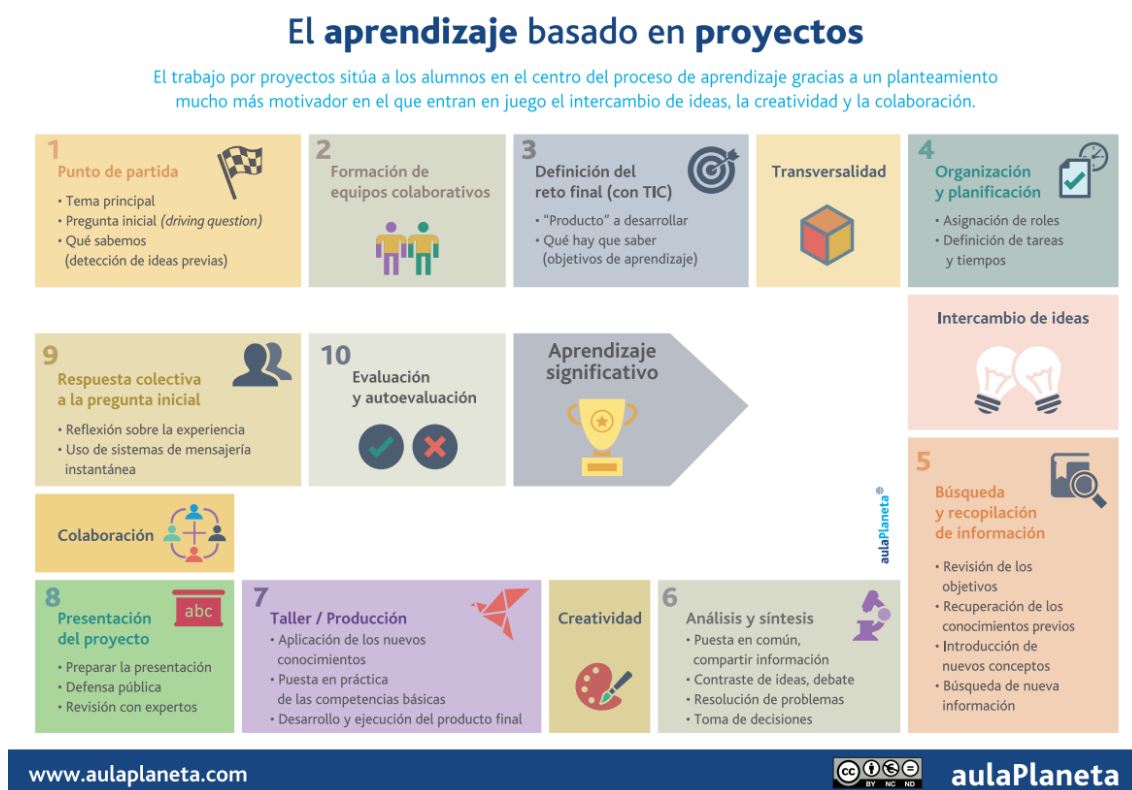 El aprendizaje basado en proyectos
El trabajo por proyectos sitúa a los alumnos en el centro del proceso de aprendizaje gracias a un planteamiento
mucho más motivador en el que entran en juego el intercambio de ideas, la creatividad y la colaboración.
1
Punto de partida
• Tema principal
• Pregunta inicial (driving question)
• Qué sabemos
(detección de ideas previas)
2
Formación de
equipos colaborativos
3
Definición del
reto final (con TIC)
• “Producto” a desarrollar
• Qué hay que saber
(objetivos de aprendizaje)
Transversalidad
4
Organización
y planificación
• Asignación de roles
• Definición de tareas
y tiempos
Intercambio de ideas
5
Búsqueda
y recopilación
de información
• Revisión de los
objetivos
• Recuperación de los
conocimientos previos
• Introducción de
nuevos conceptos
• Búsqueda de nueva
información
6
Análisis y síntesis
• Puesta en común,
compartir información
• Contraste de ideas, debate
• Resolución de problemas
• Toma de decisiones
Creatividad
7
Taller / Producción
• Aplicación de los nuevos
conocimientos
• Puesta en práctica
de las competencias básicas
• Desarrollo y ejecución del producto final
8
Presentación
del proyecto
abc
• Preparar la presentación
• Defensa pública
• Revisión con expertos
Colaboración
9
Respuesta colectiva
a la pregunta inicial
• Reflexión sobre la experiencia
• Uso de sistemas de mensajería
instantánea
10
Evaluación
y autoevaluación
Aprendizaje
significativo
aulaPlaneta®
www.aulaplaneta.com
cc
BY NC ND
aulaPlaneta